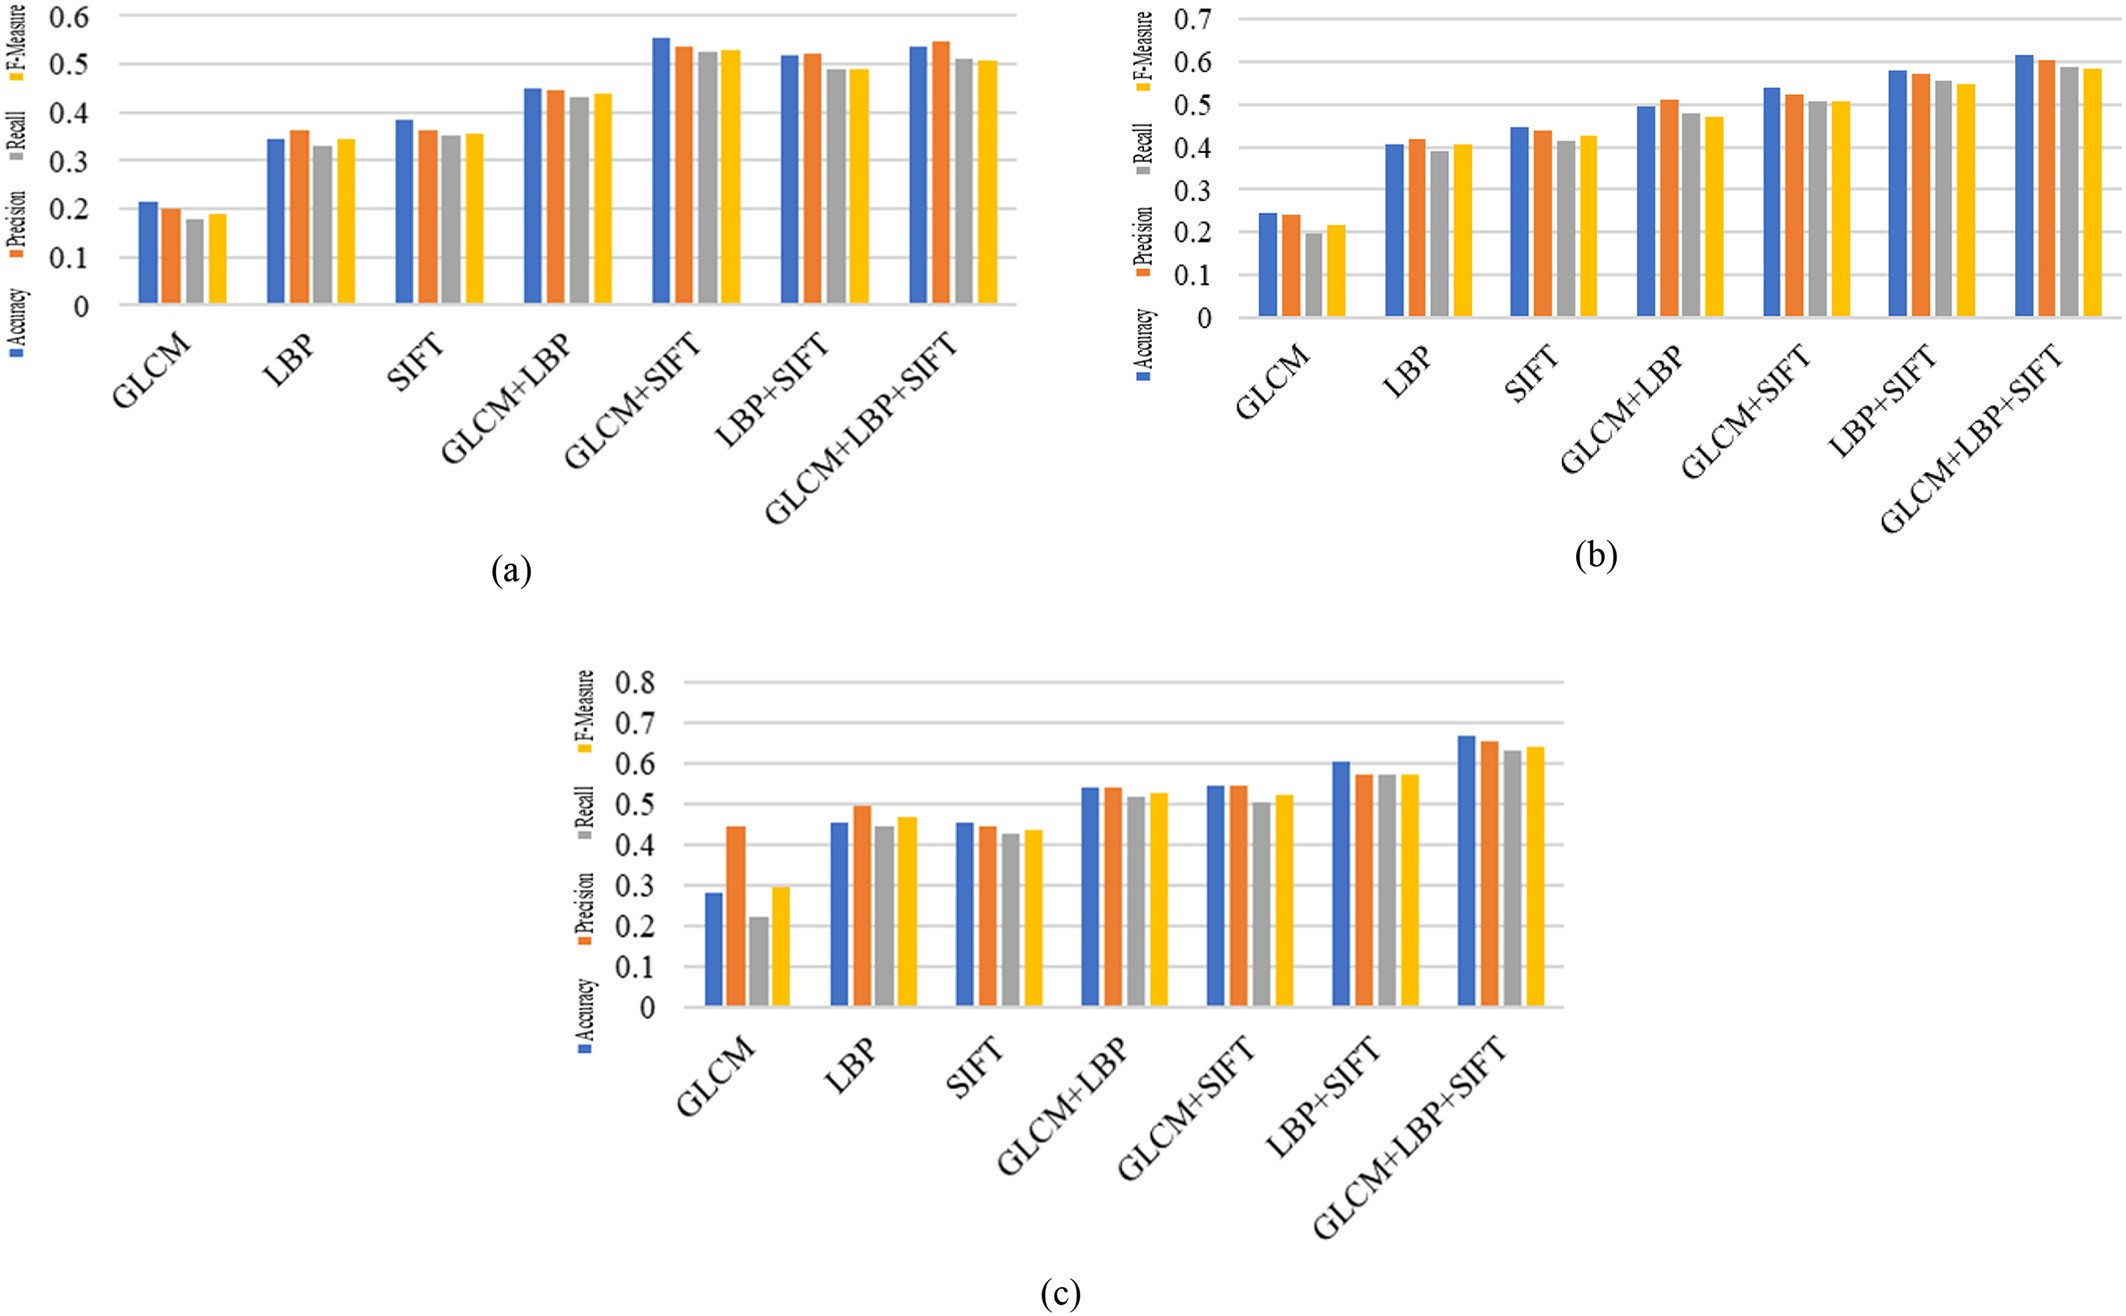 F-Measure
Recall
Precision
Accuracy
0.6
0.5
0.4
0.3
0.2
0.1
0
GLCM
LBP
SIFT
GLCM+LBP
GLCM+SIFT
LBP+SIFT
GLCM+LBP+SIFT
(a)
F-Measure
Recall
Precision
Accuracy
0.7
0.6
0.5
0.4
0.3
0.2
0.1
0
GLCM
LBP
SIFT
GLCM+LBP
GLCM+SIFT
LBP+SIFT
GLCM+LBP+SIFT
(b)
F-Measure
Recall
Precision
Accuracy
0.8
0.7
0.6
0.5
0.4
0.3
0.2
0.1
0
GLCM
LBP
SIFT
GLCM+LBP
GLCM+SIFT
LBP+SIFT
GLCM+LBP+SIFT
(c)